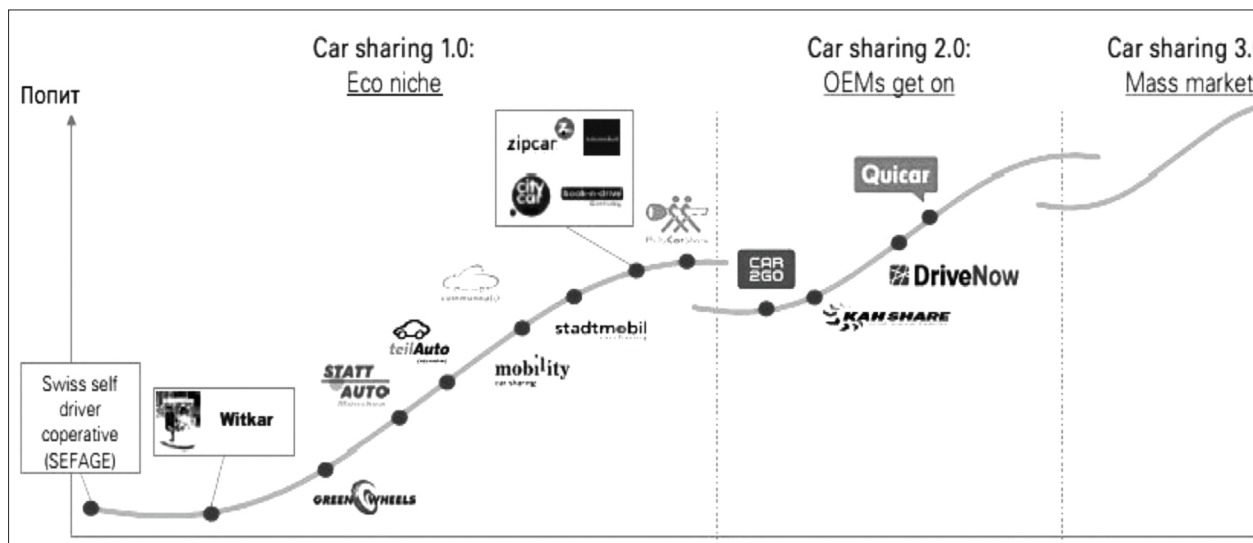 Car sharing 1.0:
Eco niche
Car sharing 2.0:
OEMs get on
Car sharing 3.
Mass market
Попит
zipcar
city
car
book-n-drive
Quicar
CAR
2GO
DriveNow
KAHSHARE
stadtmobil
mobility
car sharing
teilAuto
STATT
AUTO
GREENWHEELS
Swiss self
driver
coperative
(SEFAGE)
Witkar